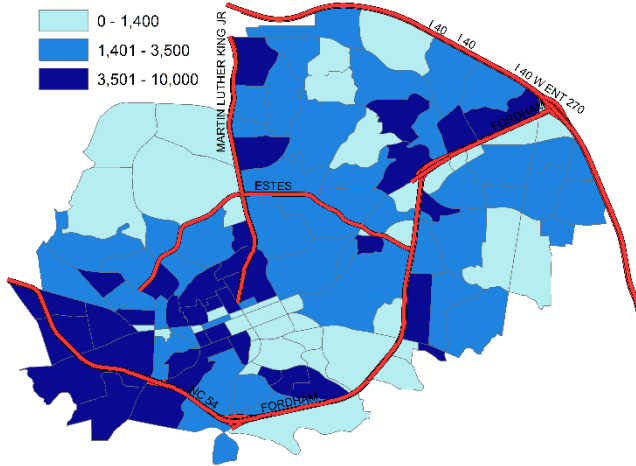 0 - 1,400
1,401 - 3,500
3,501 - 10,000
I 40
I 40
I 40 W ENT 270
FORDHAM
MARTIN LUTHER KING JR
ESTES
NC 54
FORDHAM